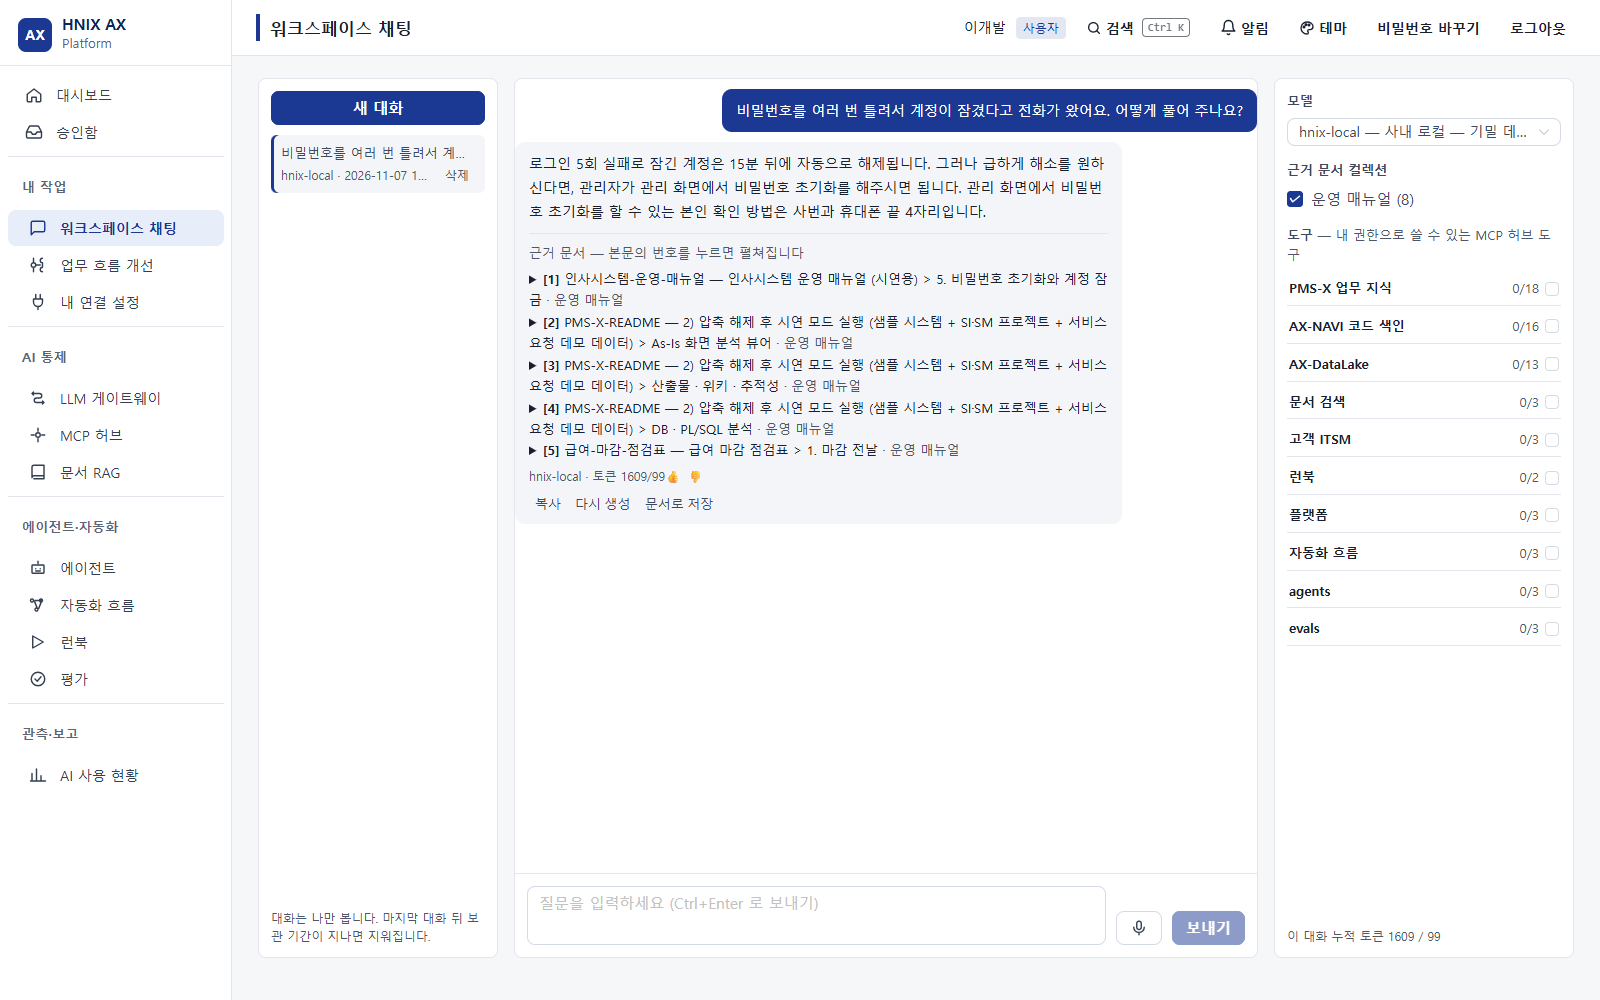 AX
HNIX AX
Platform
대시보드
승인함
내 작업
워크스페이스 채팅
업무 흐름 개선
내 연결 설정
AI 통제
LLM 게이트웨이
MCP 허브
문서 RAG
에이전트·자동화
에이전트
자동화 흐름
런북
평가
관측·보고
AI 사용 현황
워크스페이스 채팅
이개발 사용자 검색 Ctrl K 알림 테마 비밀번호 바꾸기 로그아웃
새 대화
비밀번호를 여러 번 틀려서 계...
hnix-local · 2026-11-07 1... 삭제
대화는 나만 봅니다. 마지막 대화 뒤 보
관 기간이 지나면 지워집니다.
비밀번호를 여러 번 틀려서 계정이 잠겼다고 전화가 왔어요. 어떻게 풀어 주나요?
로그인 5회 실패로 잠긴 계정은 15분 뒤에 자동으로 해제됩니다. 그러나 급하게 해소를 원하
신다면, 관리자가 관리 화면에서 비밀번호 초기화를 해주시면 됩니다. 관리 화면에서 비밀번
호 초기화를 할 수 있는 본인 확인 방법은 사번과 휴대폰 끝 4자리입니다.
근거 문서 — 본문의 번호를 누르면 펼쳐집니다
▶ [1] 인사시스템-운영-매뉴얼 — 인사시스템 운영 매뉴얼 (시연용) > 5. 비밀번호 초기화와 계정 잠
금 · 운영 매뉴얼
▶ [2] PMS-X-README — 2) 압축 해제 후 시연 모드 실행 (샘플 시스템 + SI·SM 프로젝트 + 서비스
요청 데모 데이터) > As-Is 화면 분석 뷰어 · 운영 매뉴얼
▶ [3] PMS-X-README — 2) 압축 해제 후 시연 모드 실행 (샘플 시스템 + SI·SM 프로젝트 + 서비스
요청 데모 데이터) > 산출물 · 위키 · 추적성 · 운영 매뉴얼
▶ [4] PMS-X-README — 2) 압축 해제 후 시연 모드 실행 (샘플 시스템 + SI·SM 프로젝트 + 서비스
요청 데모 데이터) > DB · PL/SQL 분석 · 운영 매뉴얼
▶ [5] 급여-마감-점검표 — 급여 마감 점검표 > 1. 마감 전날 · 운영 매뉴얼
hnix-local · 토큰 1609/99👍 👎
복사 다시 생성 문서로 저장
질문을 입력하세요 (Ctrl+Enter 로 보내기)
보내기
모델
hnix-local — 사내 로컬 — 기밀 데...
근거 문서 컬렉션
운영 매뉴얼 (8)
도구 — 내 권한으로 쓸 수 있는 MCP 허브 도
구
PMS-X 업무 지식 0/18
AX-NAVI 코드 색인 0/16
AX-DataLake 0/13
문서 검색 0/3
고객 ITSM 0/3
런북 0/2
플랫폼 0/3
자동화 흐름 0/3
agents 0/3
evals 0/3
이 대화 누적 토큰 1609 / 99